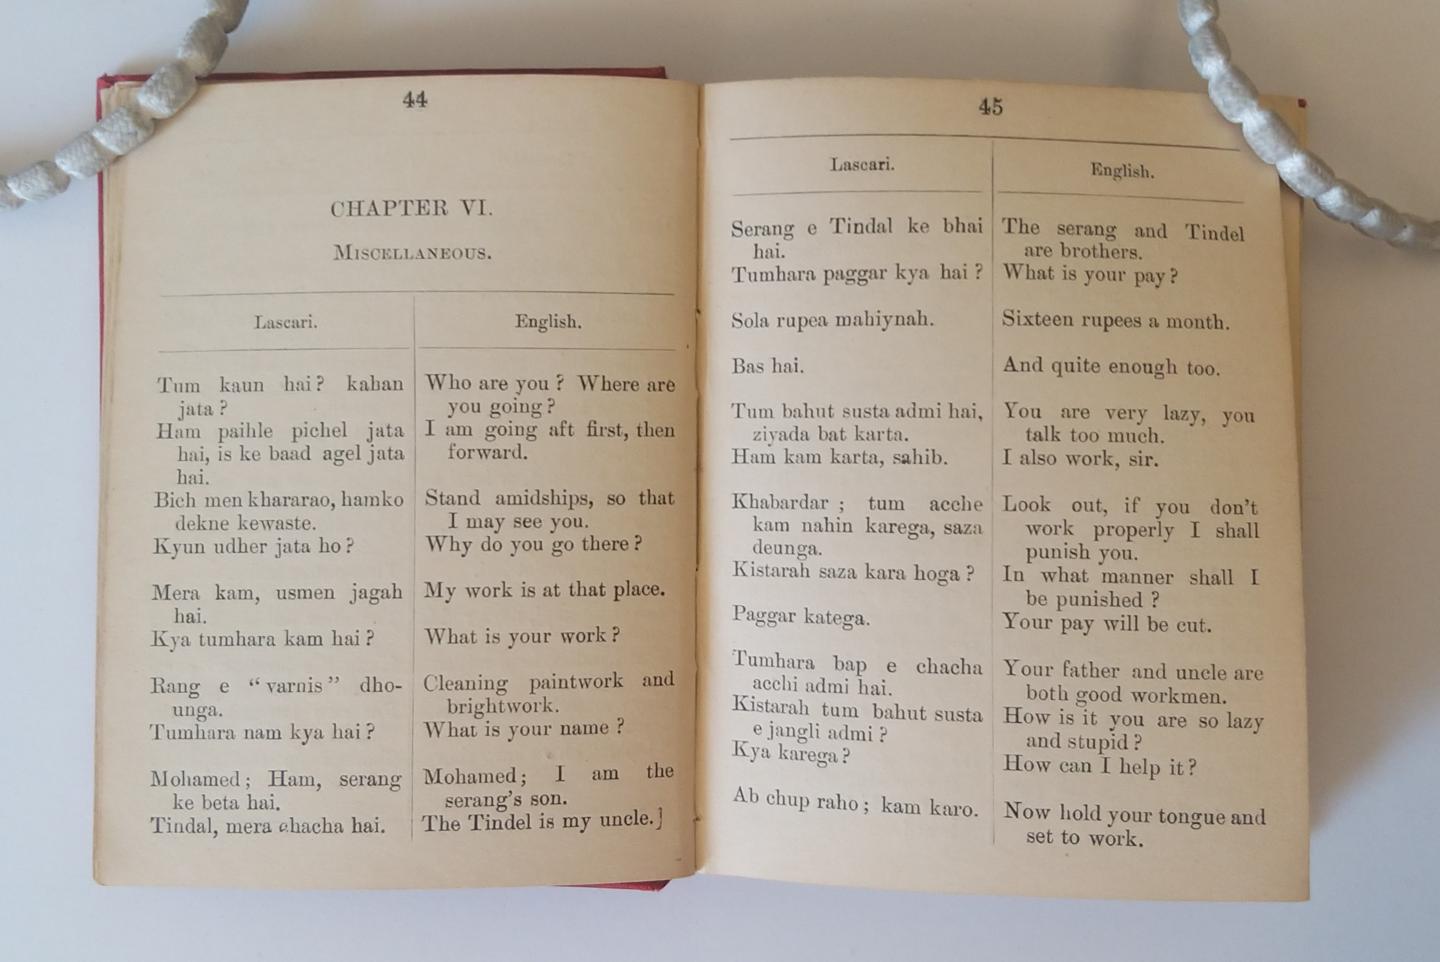 44
CHAPTER VI.
MISCELLANEOUS.
Lascari.
Tum kaun hai? kahan
jata?
Ham paihle pichel jata
hai, is ke baad agel jata
hai.
Bich men khararao, hamko
dekne kewaste.
Kyun udher jata ho?
Mera kam, usmen jagah
hai.
Kya tumhara kam hai?
Rang e "varnis" dho-
unga.
Tumhara nam kya hai?
Mohamed; Ham, serang
ke beta hai.
Tindal, mera chacha hai.
English.
Who are you? Where are
you going?
I am going aft first, then
forward.
Stand amidships, so that
I may see you.
Why do you go there?
My work is at that place.
What is your work?
Cleaning paintwork and
brightwork.
What is your name?
Mohamed; I am the
serang's son.
The Tindel is my uncle.]
45
Lascari.
Serang e Tindal ke bhai
hai.
Tumhara paggar kya hai?
Sola rupea mahiynah.
Bas hai.
Tum bahut susta admi hai,
ziyada bat karta.
Ham kam karta, sahib.
Khabardar; tum acche
kam nahin karega, saza
deunga.
Kistarah saza kara hoga?
Paggar katega.
Tumhara bap e chacha
acchi admi hai.
Kistarah tum bahut susta
e jangli admi?
Kya karega?
Ab chup raho; kam karo.
English.
The serang and Tindel
are brothers.
What is your pay?
Sixteen rupees a month.
And quite enough too.
You are very lazy, you
talk too much.
I also work, sir.
Look out, if you don't
work properly I shall
punish you.
In what manner shall I
be punished?
Your pay will be cut.
Your father and uncle are
both good workmen.
How is it you are so lazy
and stupid?
How can I help it?
Now hold your tongue and
set to work.